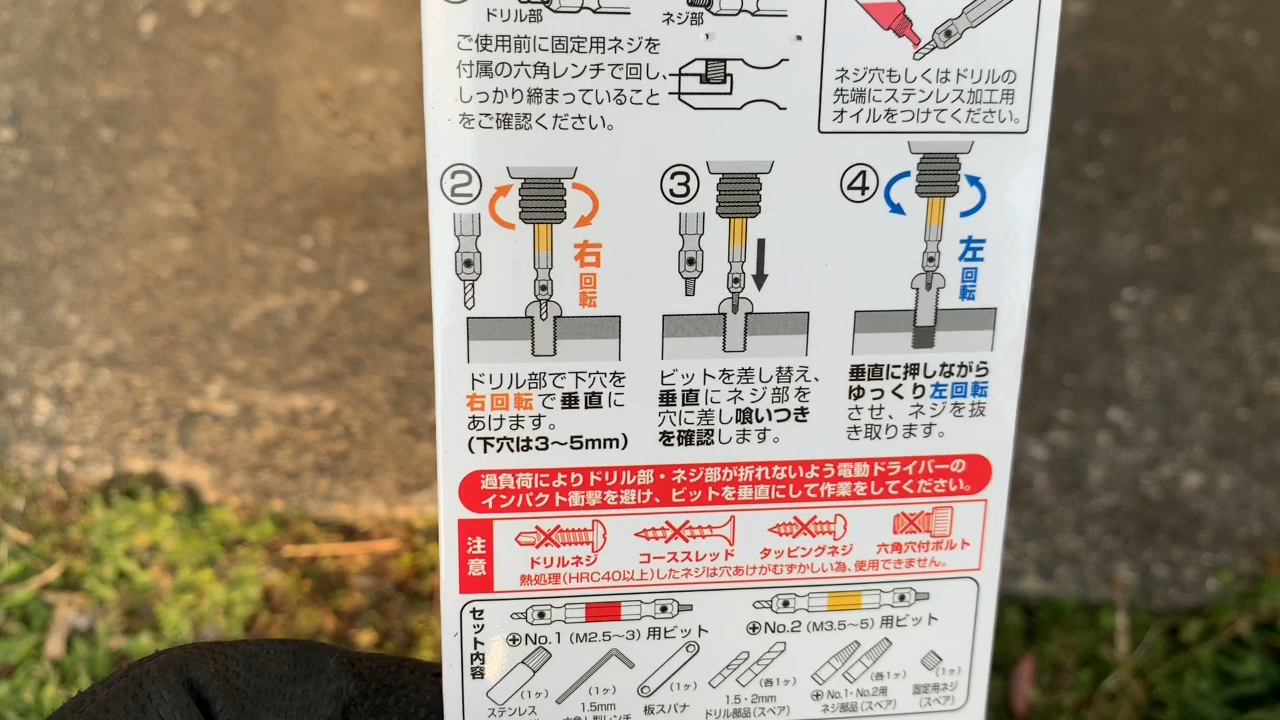 ドリル部
ネジ部
ご使用前に固定用ネジを
付属の六角レンチで回し、
しっかり締まっていること
をご確認ください。
ネジ穴もしくはドリルの
先端にステンレス加工用
オイルをつけてください。
②
右回転
ドリル部で下穴を
右回転で垂直に
あけます。
(下穴は3〜5mm)
③
ビットを差し替え、
垂直にネジ部を
穴に差し喰いつき
を確認します。
④
左回転
垂直に押しながら
ゆっくり左回転
させ、ネジを抜
き取ります。
過負荷によりドリル部・ネジ部が折れないよう電動ドライバーの
インパクト衝撃を避け、ビットを垂直にして作業をしてください。
注意
ドリルネジ
コーススレッド
タッピングネジ
六角穴付ボルト
熱処理(HRC40以上)したネジは穴あけがむずかしい為、使用できません。
セット内容
⊕No.1 (M2.5〜3) 用ビット
⊕No.2 (M3.5〜5) 用ビット
(1ヶ)
ステンレス
(1ヶ)
1.5mm
六角L型レンチ
(1ヶ)
板スパナ
(各1ヶ)
1.5・2mm
ドリル部品(スペア)
(各1ヶ)
⊕No.1・No.2用
ネジ部品(スペア)
(1ヶ)
固定用ネジ
(スペア)